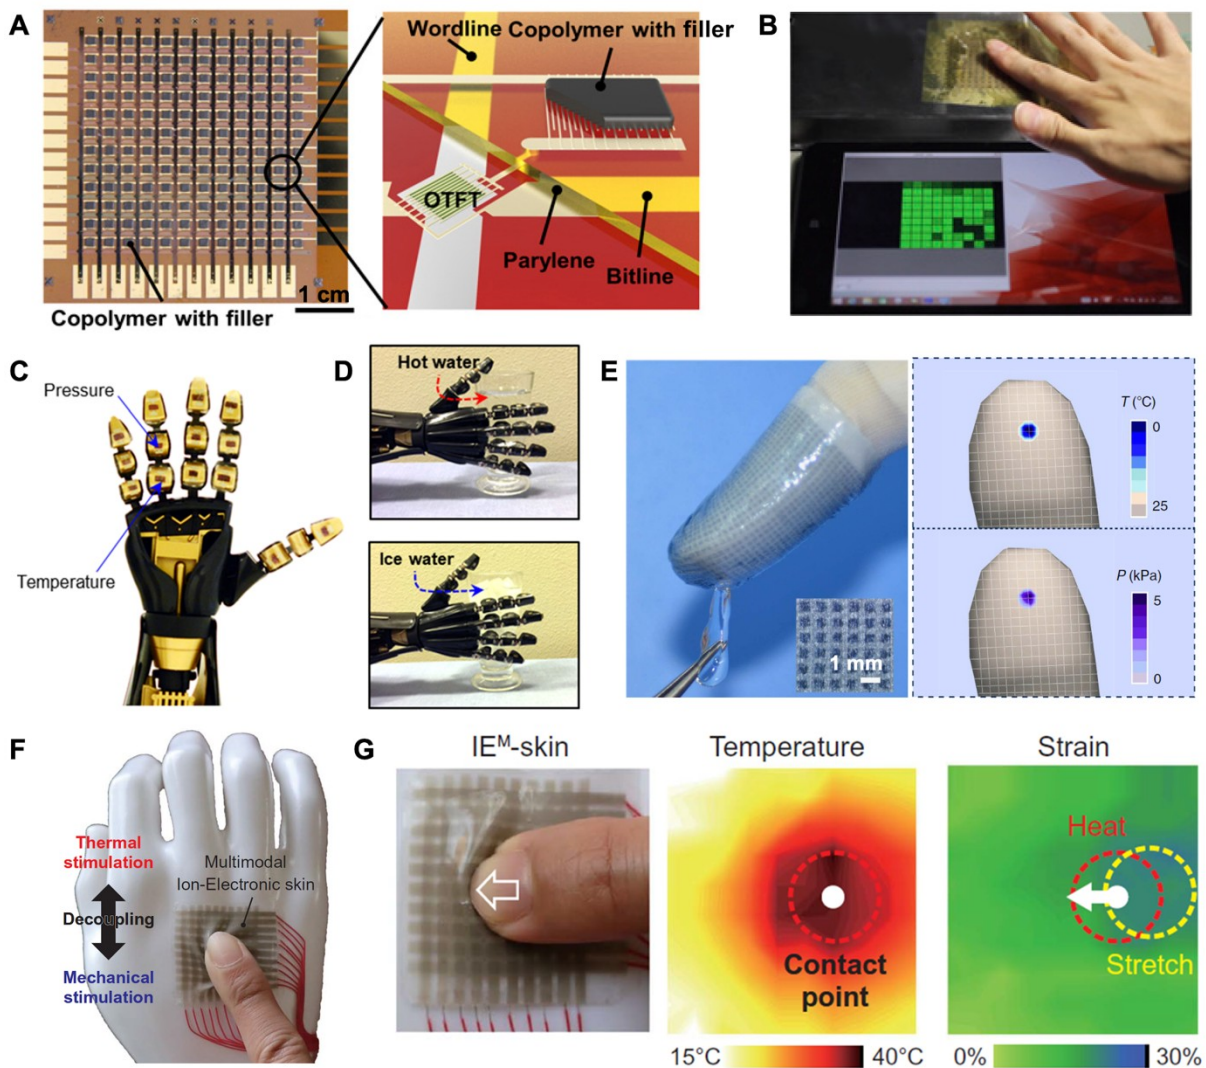 A
Wordline
Copolymer with filler
OTFT
Parylene
Bitline
1 cm
Copolymer with filler
B
C
Pressure
Temperature
D
Hot water
Ice water
E
1 mm
T (°C)
0
25
P (kPa)
5
0
F
Thermal
stimulation
Decoupling
Mechanical
stimulation
Multimodal
Ion-Electronic skin
G
IEᴹ-skin
Temperature
Contact
point
15°C
40°C
Strain
Heat
Stretch
0%
30%